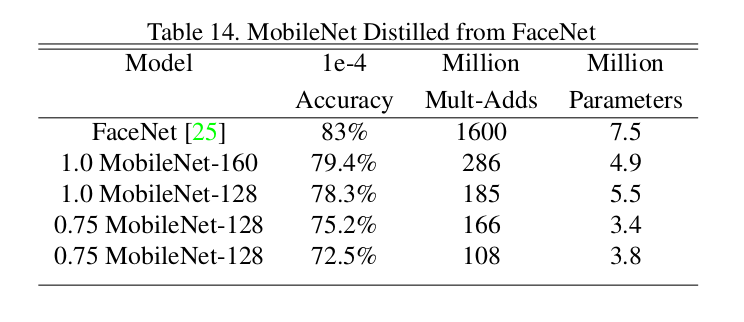 Table 14. MobileNet Distilled from FaceNet
Model 1e-4 Million Million
Accuracy Mult-Adds Parameters
FaceNet [25] 83% 1600 7.5
1.0 MobileNet-160 79.4% 286 4.9
1.0 MobileNet-128 78.3% 185 5.5
0.75 MobileNet-128 75.2% 166 3.4
0.75 MobileNet-128 72.5% 108 3.8